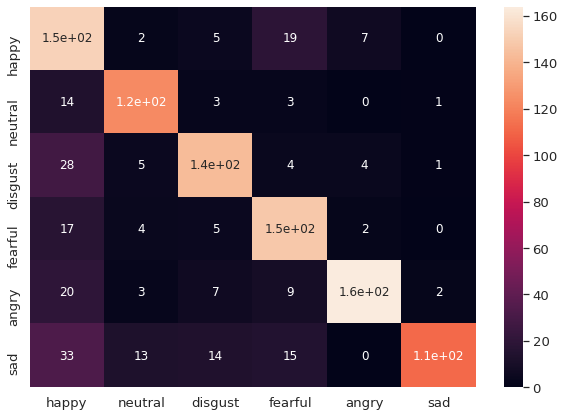 happy 1.5e+02 2 5 19 7 0
neutral 14 1.2e+02 3 3 0 1
disgust 28 5 1.4e+02 4 4 1
fearful 17 4 5 1.5e+02 2 0
angry 20 3 7 9 1.6e+02 2
sad 33 13 14 15 0 1.1e+02
happy neutral disgust fearful angry sad
160
140
120
100
80
60
40
20
0